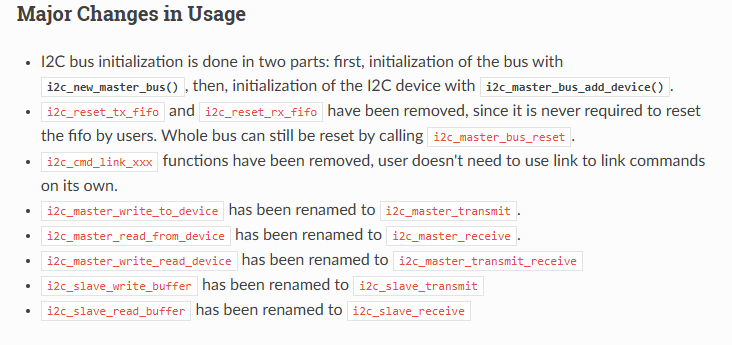 Major Changes in Usage
• I2C bus initialization is done in two parts: first, initialization of the bus with
i2c_new_master_bus() , then, initialization of the I2C device with i2c_master_bus_add_device() .
• i2c_reset_tx_fifo and i2c_reset_rx_fifo have been removed, since it is never required to reset
the fifo by users. Whole bus can still be reset by calling i2c_master_bus_reset .
• i2c_cmd_link_xxx functions have been removed, user doesn't need to use link to link commands
on its own.
• i2c_master_write_to_device has been renamed to i2c_master_transmit .
• i2c_master_read_from_device has been renamed to i2c_master_receive .
• i2c_master_write_read_device has been renamed to i2c_master_transmit_receive
• i2c_slave_write_buffer has been renamed to i2c_slave_transmit
• i2c_slave_read_buffer has been renamed to i2c_slave_receive